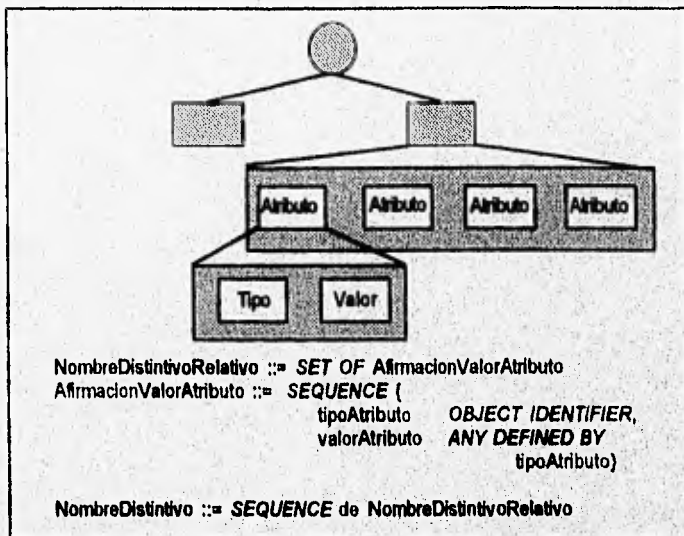 Atributo Atributo Atributo Atributo
Tipo Valor
NombreDistintivoRelativo ::= SET OF AfirmacionValorAtributo
AfirmacionValorAtributo ::= SEQUENCE {
tipoAtributo OBJECT IDENTIFIER,
valorAtributo ANY DEFINED BY
tipoAtributo}
NombreDistintivo ::= SEQUENCE de NombreDistintivoRelativo